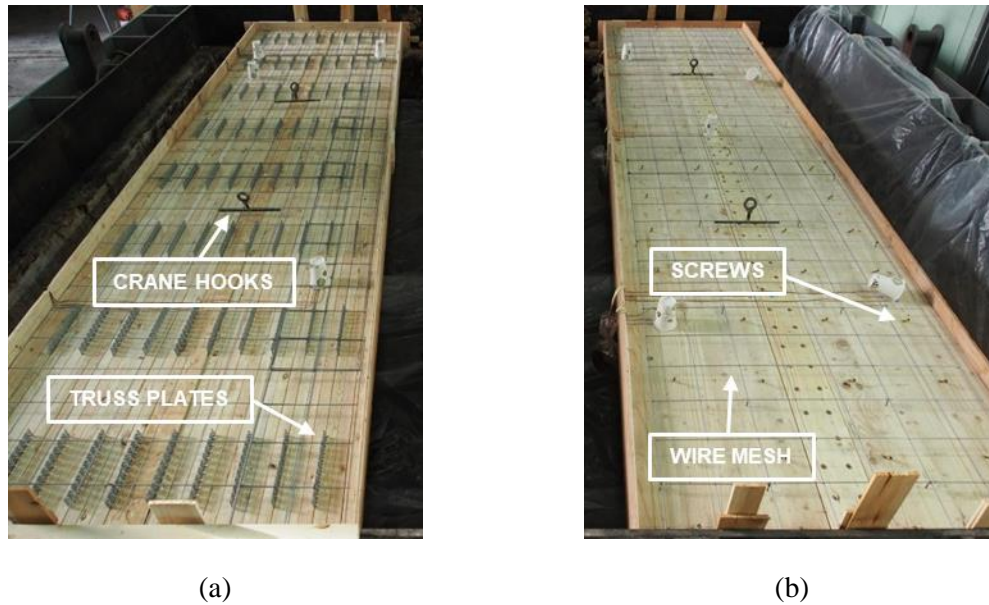 CRANE HOOKS
TRUSS PLATES
SCREWS
WIRE MESH
(a)
(b)